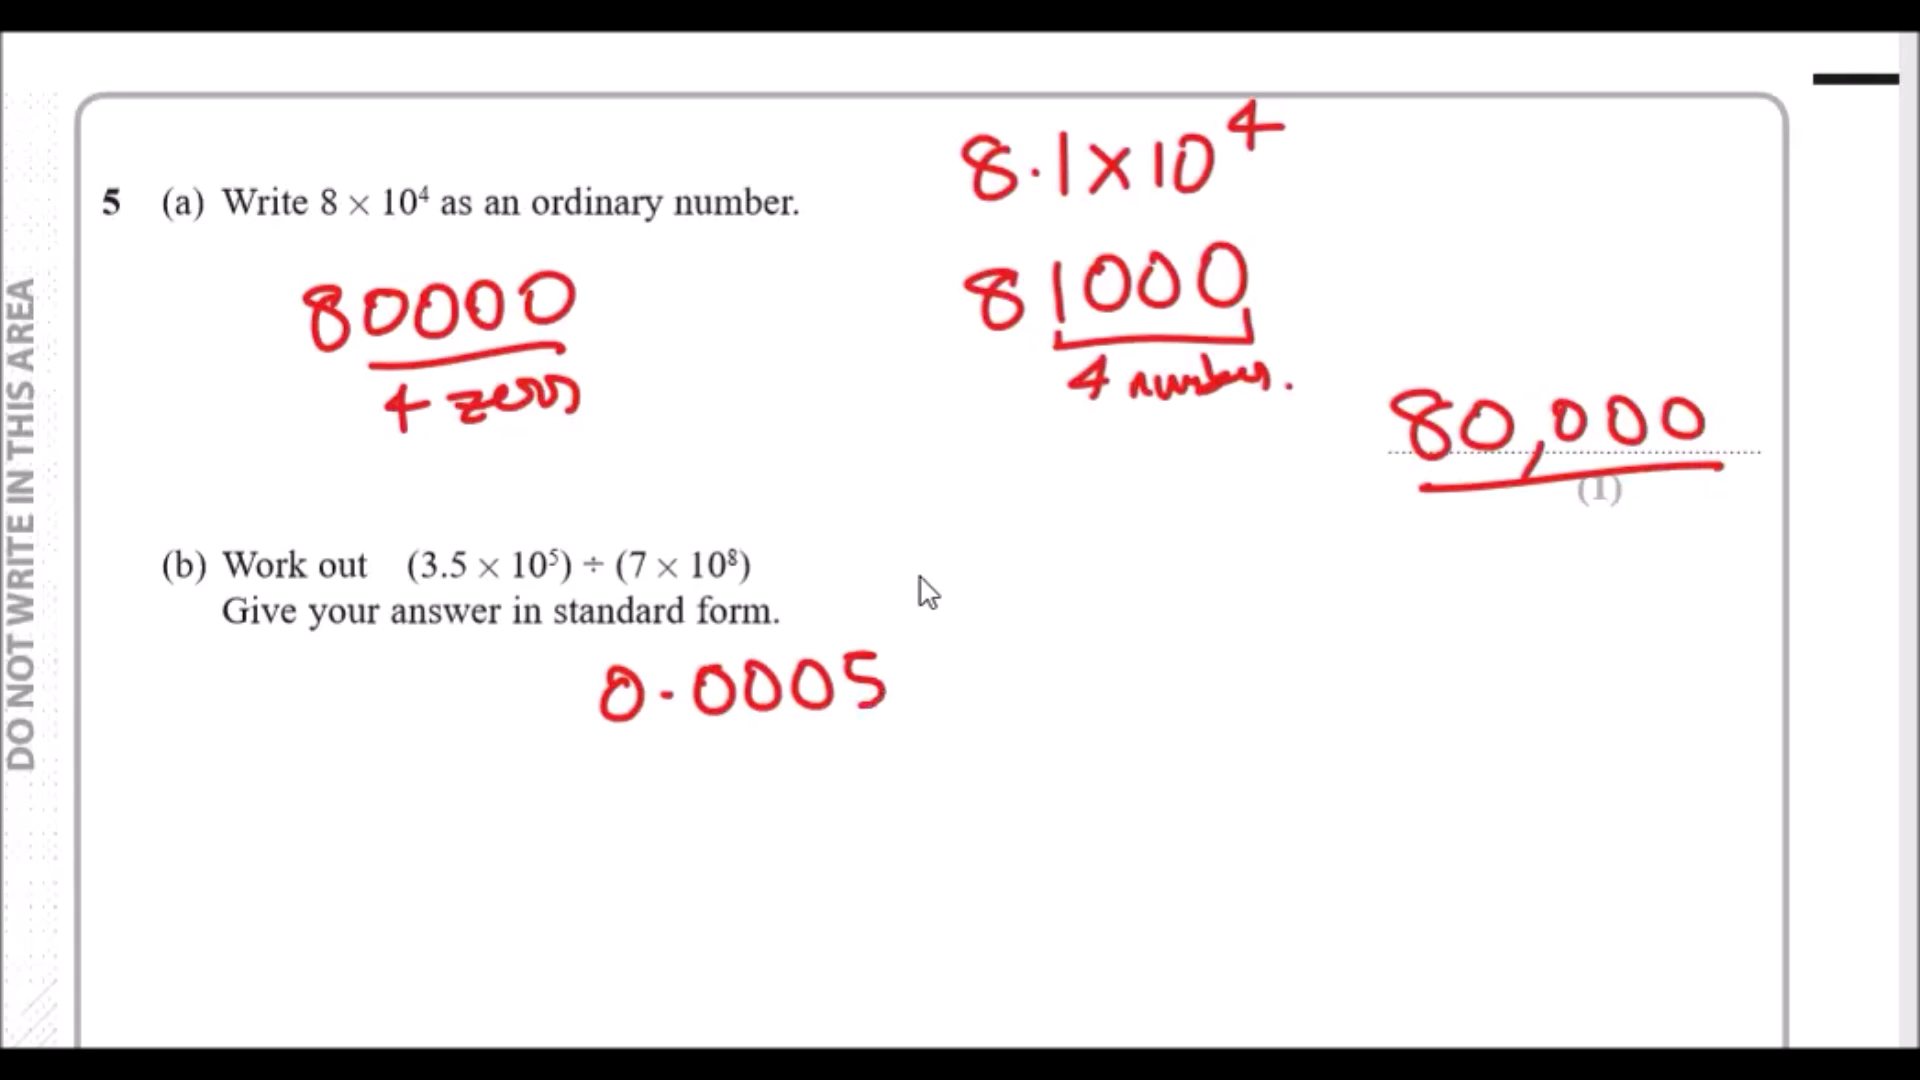 DO NOT WRITE IN THIS AREA
8.1×10⁴
5 (a) Write 8 × 10⁴ as an ordinary number.
80000
81000
4 zeros
4 numbers.
80,000
(1)
(b) Work out (3.5 × 10⁵) ÷ (7 × 10⁸)
Give your answer in standard form.
0.0005